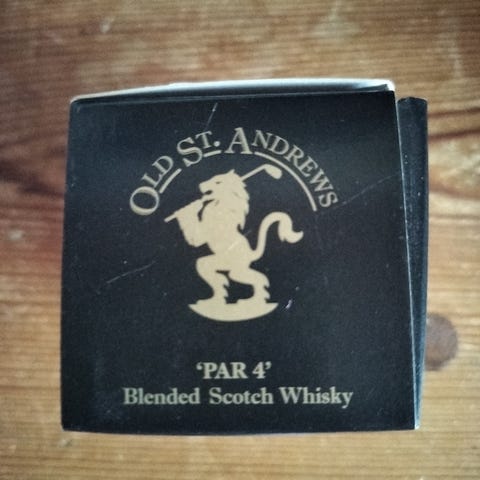 OLD ST. ANDREWS
'PAR 4'
Blended Scotch Whisky